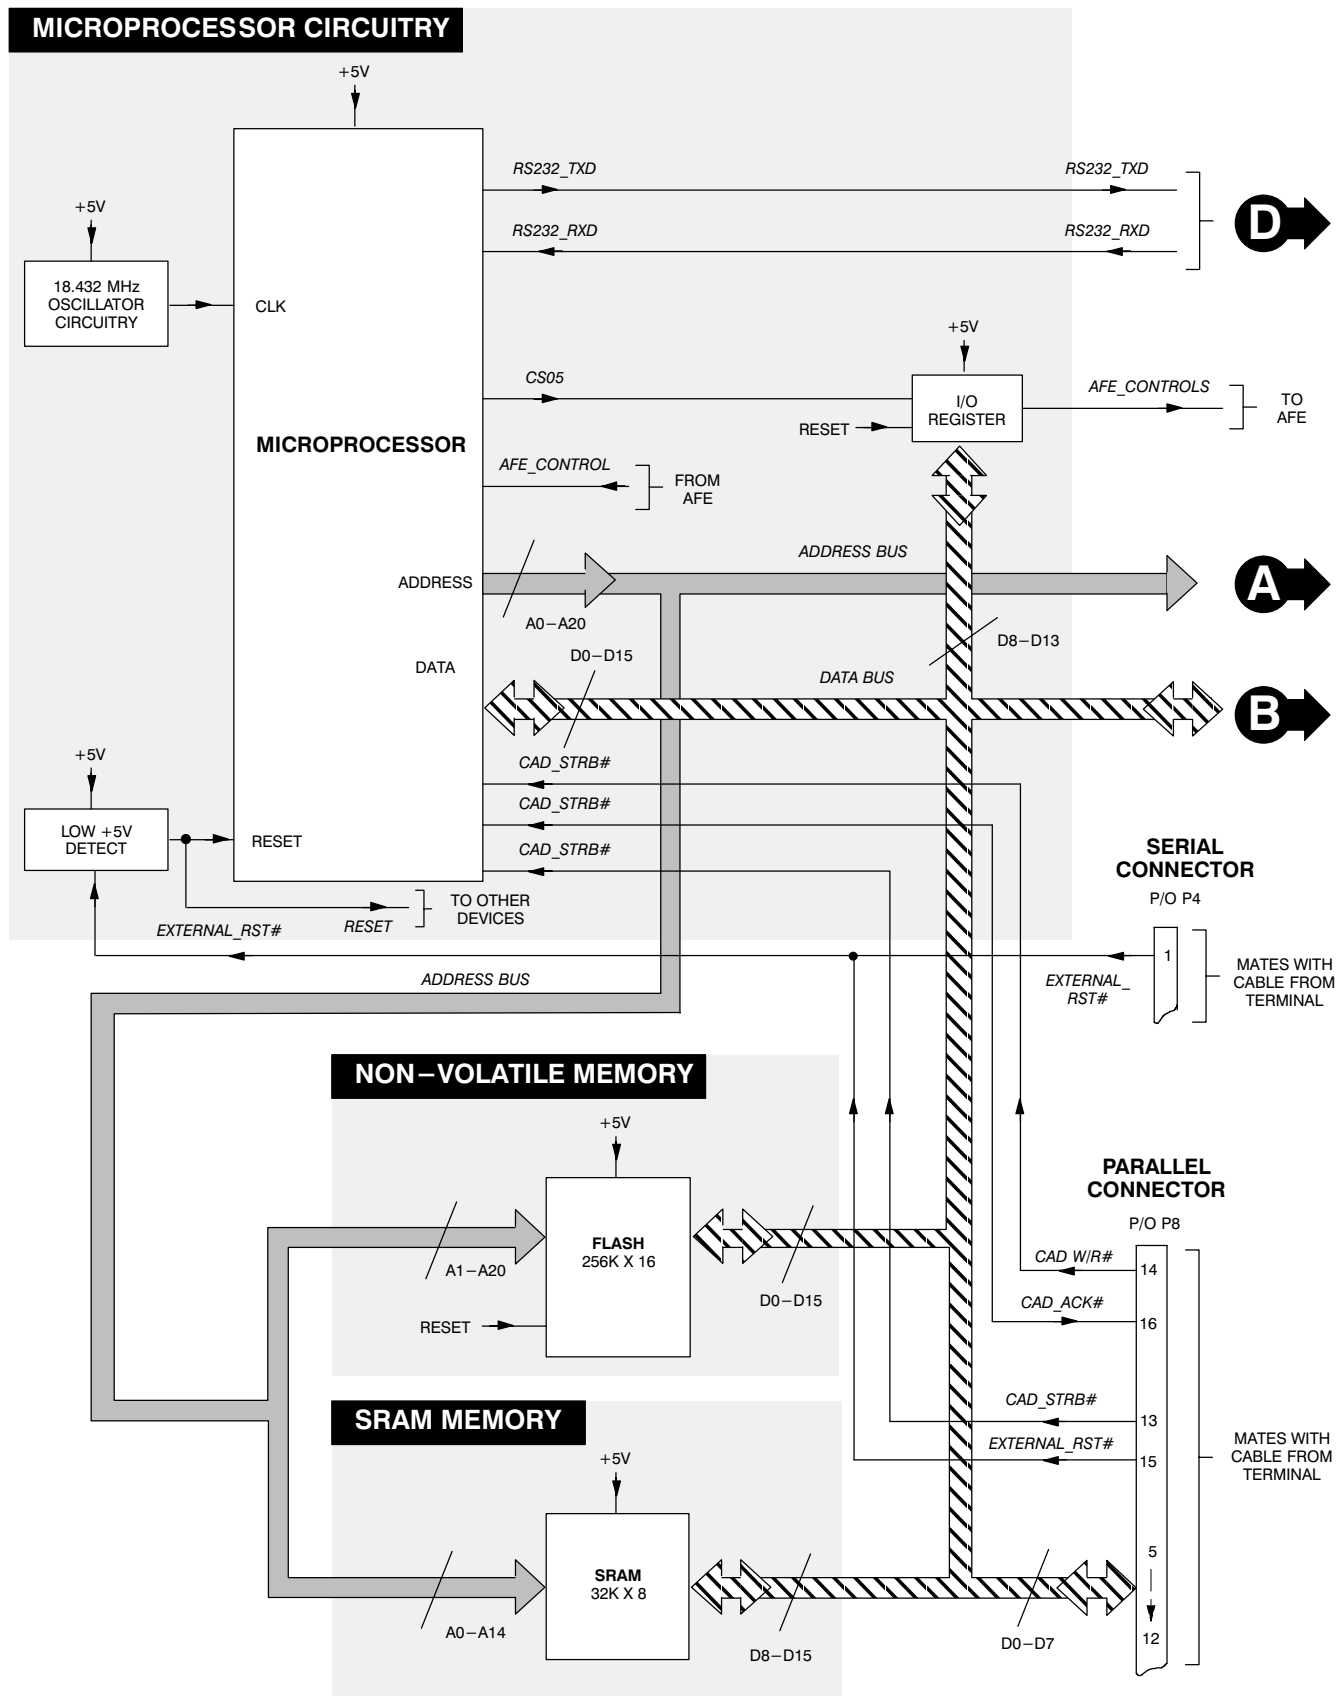 MICROPROCESSOR CIRCUITRY
+5V
RS232_TXD
RS232_TXD
+5V
D
RS232_RXD
RS232_RXD
18.432 MHz
OSCILLATOR
CIRCUITRY
CLK
+5V
CS05
I/O
REGISTER
AFE_CONTROLS
TO
AFE
RESET
MICROPROCESSOR
AFE_CONTROL
FROM
AFE
ADDRESS BUS
ADDRESS
A
A0–A20
D8–D13
D0–D15
DATA
DATA BUS
B
+5V
CAD_STRB#
CAD_STRB#
CAD_STRB#
LOW +5V
DETECT
RESET
SERIAL
CONNECTOR
P/O P4
TO OTHER
DEVICES
RESET
EXTERNAL_RST#
1
EXTERNAL_
RST#
MATES WITH
CABLE FROM
TERMINAL
ADDRESS BUS
NON–VOLATILE MEMORY
+5V
PARALLEL
CONNECTOR
P/O P8
FLASH
256K X 16
A1–A20
D0–D15
RESET
CAD W/R#
14
CAD_ACK#
16
CAD_STRB#
13
EXTERNAL_RST#
15
MATES WITH
CABLE FROM
TERMINAL
SRAM MEMORY
+5V
SRAM
32K X 8
A0–A14
D8–D15
D0–D7
5
12